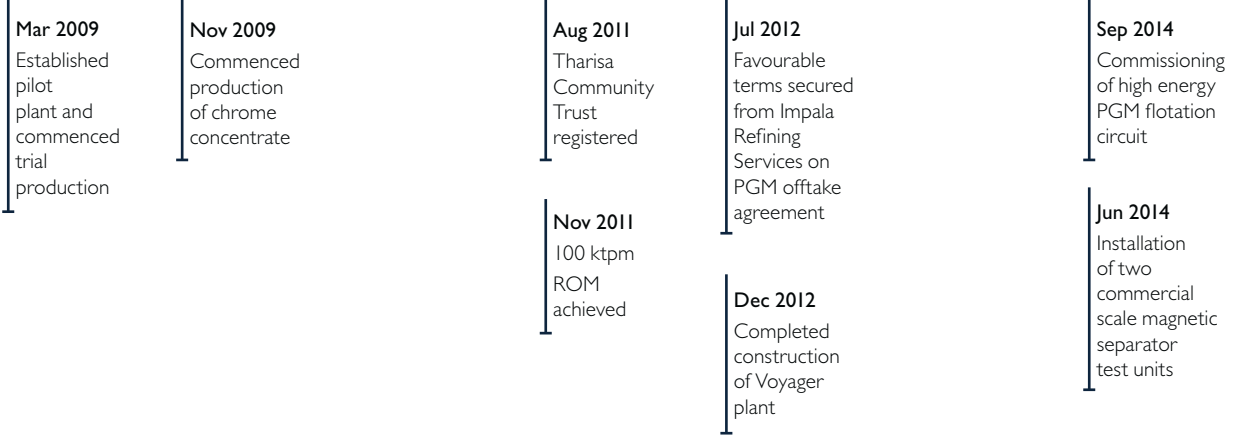 Mar 2009
Established
pilot
plant and
commenced
trial
production
Nov 2009
Commenced
production
of chrome
concentrate
Aug 2011
Tharisa
Community
Trust
registered
Nov 2011
100 ktpm
ROM
achieved
Jul 2012
Favourable
terms secured
from Impala
Refining
Services on
PGM offtake
agreement
Dec 2012
Completed
construction
of Voyager
plant
Sep 2014
Commissioning
of high energy
PGM flotation
circuit
Jun 2014
Installation
of two
commercial
scale magnetic
separator
test units